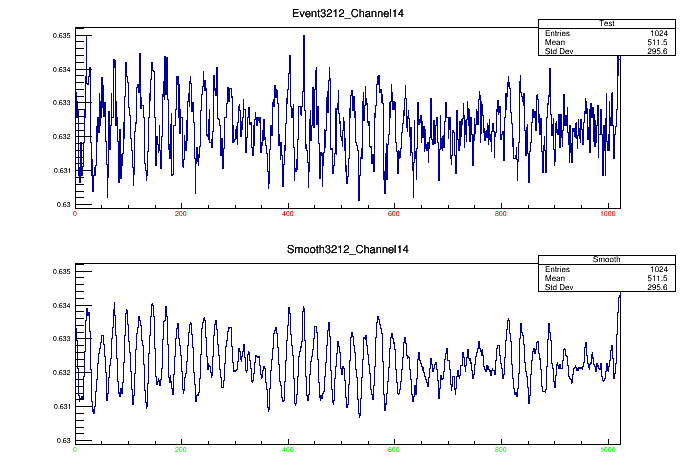 Event3212_Channel14
Test
Entries 1024
Mean 511.5
Std Dev 295.6
0.635
0.634
0.633
0.632
0.631
0.63
0 200 400 600 800 1000
Smooth3212_Channel14
Smooth
Entries 1024
Mean 511.5
Std Dev 295.6
0.635
0.634
0.633
0.632
0.631
0.63
0 200 400 600 800 1000